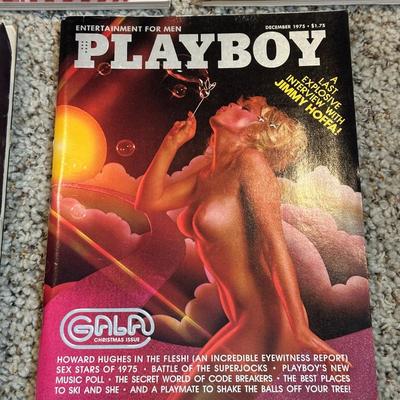 ENTERTAINMENT FOR MEN
DECEMBER 1975 • $1.75
PLAYBOY
A
LAST
EXPLOSIVE
INTERVIEW WITH
JIMMY HOFFA!
GALA
CHRISTMAS ISSUE
HOWARD HUGHES IN THE FLESH! (AN INCREDIBLE EYEWITNESS REPORT)
SEX STARS OF 1975 • BATTLE OF THE SUPERJOCKS • PLAYBOY'S NEW
MUSIC POLL • THE SECRET WORLD OF CODE BREAKERS • THE BEST PLACES
TO SKI AND SHE • AND A PLAYMATE TO SHAKE THE BALLS OFF YOUR TREE!